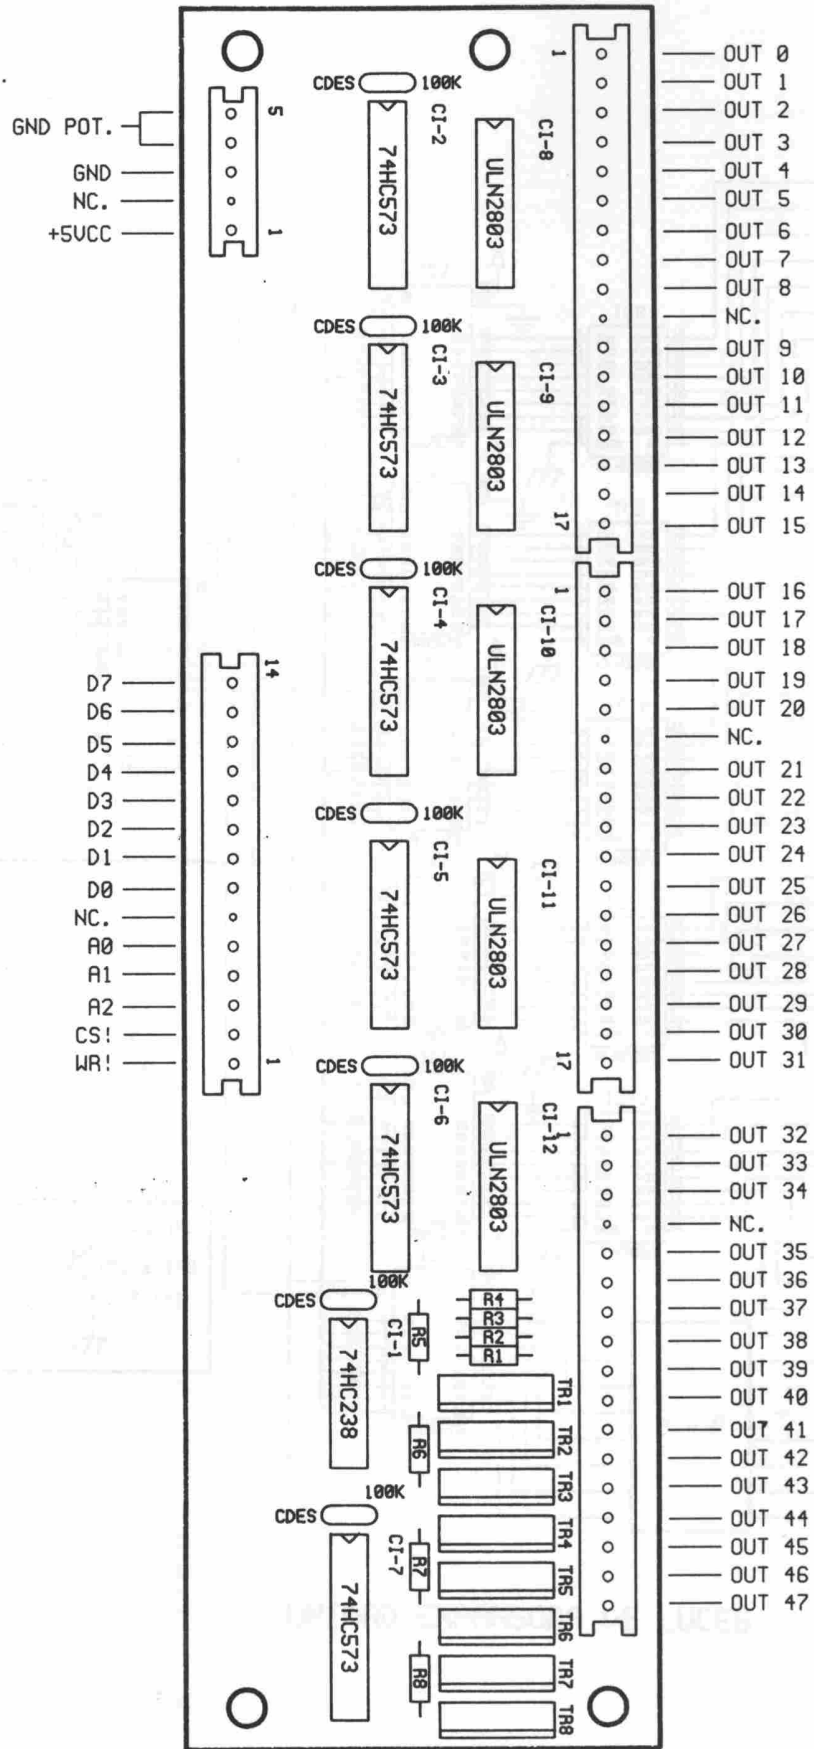 GND POT.
GND
NC.
+5VCC
5
1
D7
D6
D5
D4
D3
D2
D1
D0
NC.
A0
A1
A2
CS!
WR!
14
1
CDES 100K
CI-2
74HC573
ULN2803
CI-8
CDES 100K
CI-3
74HC573
ULN2803
CI-9
CDES 100K
CI-4
74HC573
ULN2803
CI-10
CDES 100K
CI-5
74HC573
ULN2803
CI-11
CDES 100K
CI-6
74HC573
ULN2803
CI-12
CDES 100K
CI-1
74HC238
CDES 100K
CI-7
74HC573
R4
R3
R2
R1
R5
R6
R7
R8
TR1
TR2
TR3
TR4
TR5
TR6
TR7
TR8
1
17
1
17
1
OUT 0
OUT 1
OUT 2
OUT 3
OUT 4
OUT 5
OUT 6
OUT 7
OUT 8
NC.
OUT 9
OUT 10
OUT 11
OUT 12
OUT 13
OUT 14
OUT 15
OUT 16
OUT 17
OUT 18
OUT 19
OUT 20
NC.
OUT 21
OUT 22
OUT 23
OUT 24
OUT 25
OUT 26
OUT 27
OUT 28
OUT 29
OUT 30
OUT 31
OUT 32
OUT 33
OUT 34
NC.
OUT 35
OUT 36
OUT 37
OUT 38
OUT 39
OUT 40
OUT 41
OUT 42
OUT 43
OUT 44
OUT 45
OUT 46
OUT 47